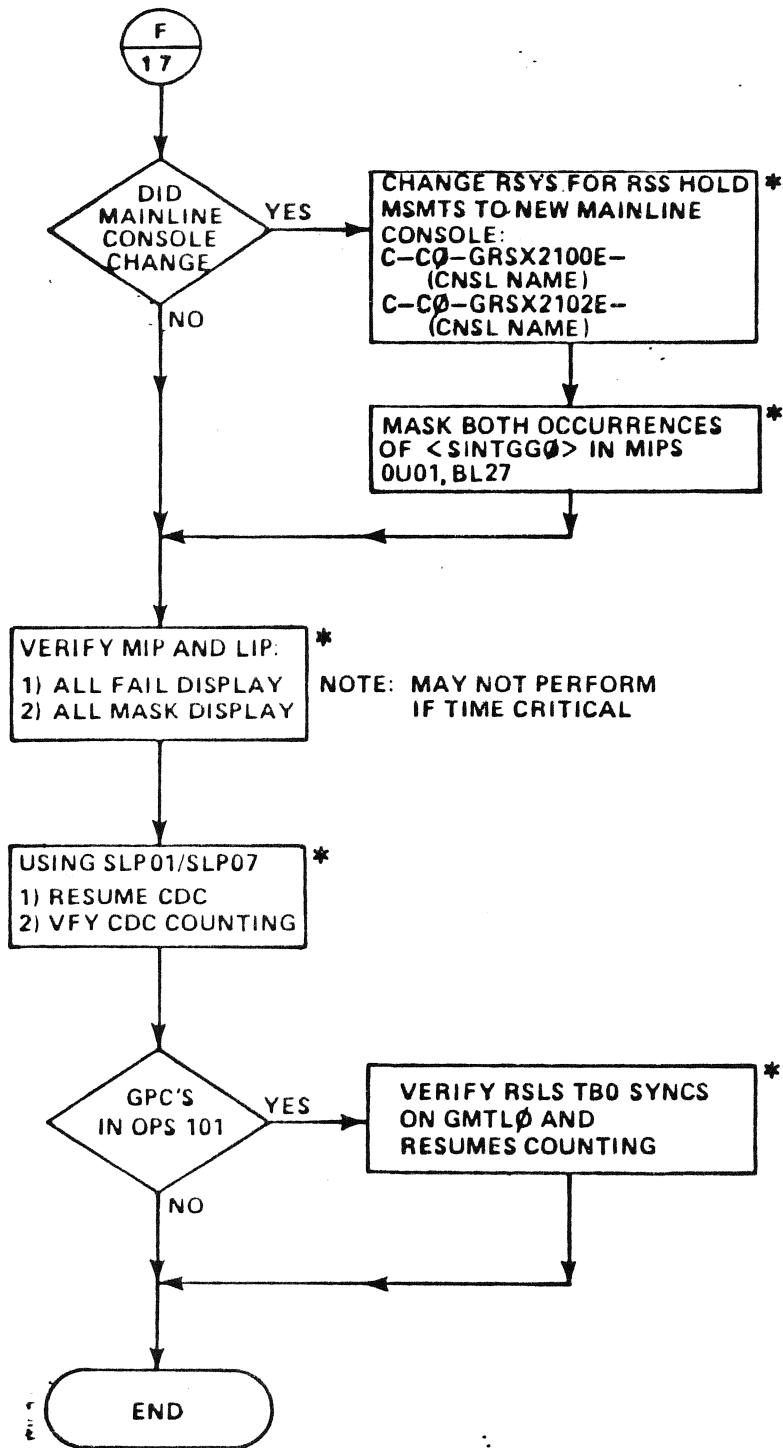 F
17
DID
MAINLINE
CONSOLE
CHANGE
YES
NO
CHANGE RSYS FOR RSS HOLD *
MSMTS TO NEW MAINLINE
CONSOLE:
C-CØ-GRSX2100E-
(CNSL NAME)
C-CØ-GRSX2102E-
(CNSL NAME)
MASK BOTH OCCURRENCES *
OF <SINTGGØ> IN MIPS
0U01, BL27
VERIFY MIP AND LIP: *
1) ALL FAIL DISPLAY
2) ALL MASK DISPLAY
NOTE: MAY NOT PERFORM
IF TIME CRITICAL
USING SLP01/SLP07 *
1) RESUME CDC
2) VFY CDC COUNTING
GPC'S
IN OPS 101
YES
NO
VERIFY RSLS TB0 SYNCS *
ON GMTLØ AND
RESUMES COUNTING
END